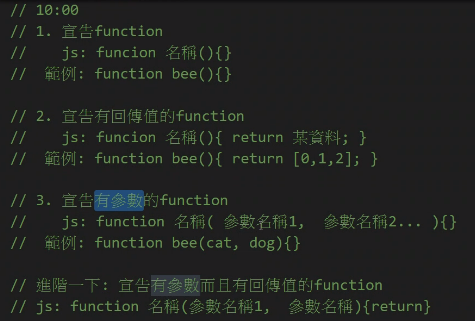 // 10:00
// 1. 宣告function
//    js: funcion 名稱(){}
//  範例: function bee(){}
// 2. 宣告有回傳值的function
//    js: funcion 名稱(){ return 某資料; }
//  範例: function bee(){ return [0,1,2]; }
// 3. 宣告有參數的function
//    js: function 名稱( 參數名稱1,  參數名稱2... ){}
//  範例: function bee(cat, dog){}
// 進階一下: 宣告有參數而且有回傳值的function
// js: function 名稱(參數名稱1,  參數名稱){return}